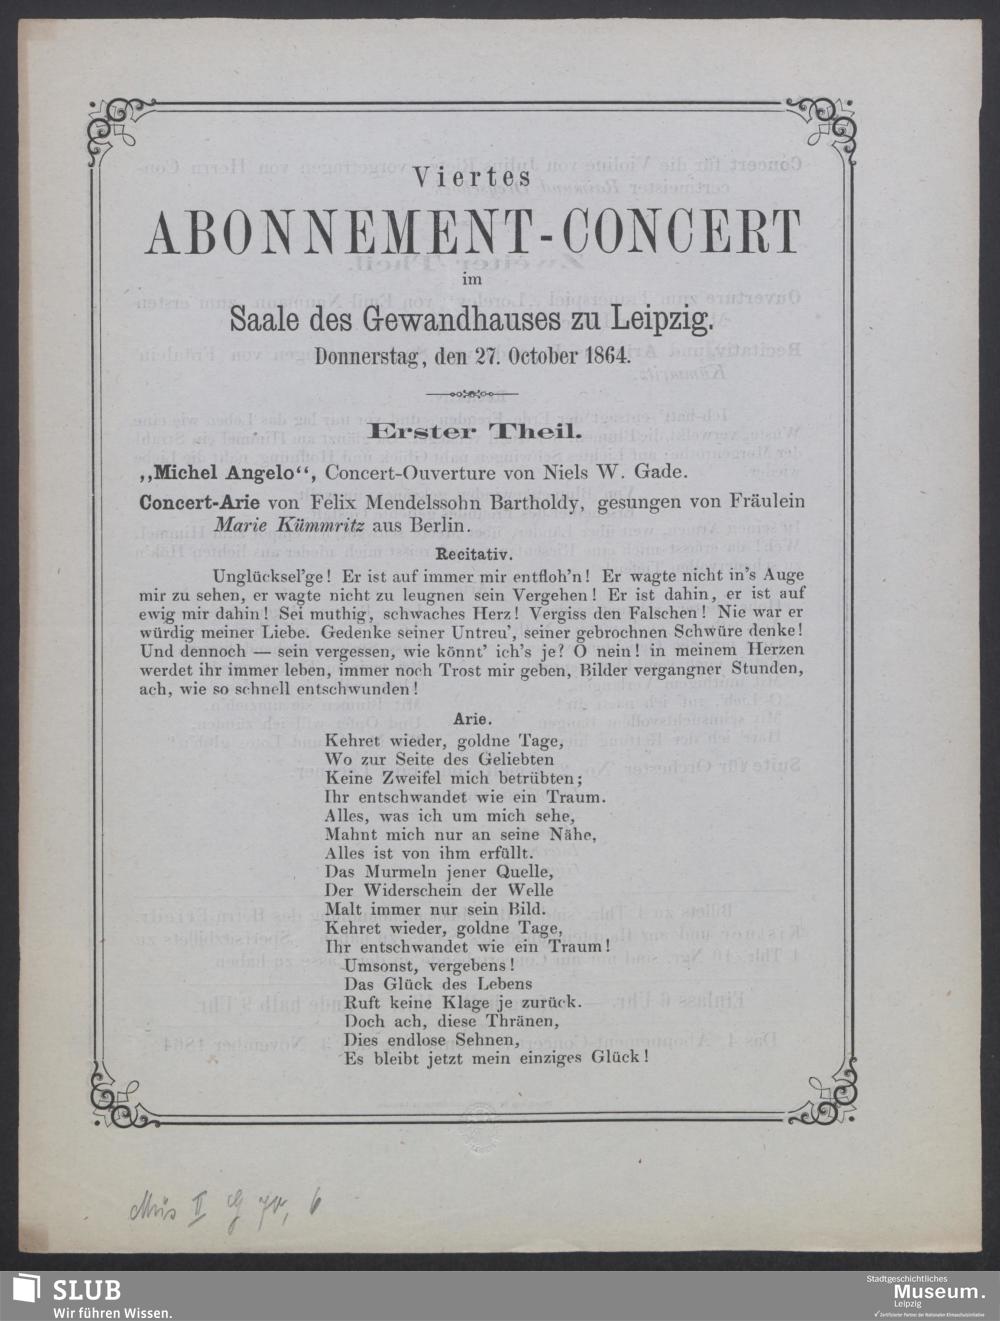 Viertes
ABONNEMENT-CONCERT
im
Saale des Gewandhauses zu Leipzig.
Donnerstag, den 27. October 1864.
Erster Theil.
„Michel Angelo“, Concert-Ouverture von Niels W. Gade.
Concert-Arie von Felix Mendelssohn Bartholdy, gesungen von Fräulein
Marie Kümmritz aus Berlin.
Recitativ.
Unglücksel'ge! Er ist auf immer mir entfloh'n! Er wagte nicht in's Auge
mir zu sehen, er wagte nicht zu leugnen sein Vergehen! Er ist dahin, er ist auf
ewig mir dahin! Sei muthig, schwaches Herz! Vergiss den Falschen! Nie war er
würdig meiner Liebe. Gedenke seiner Untreu', seiner gebrochnen Schwüre denke!
Und dennoch — sein vergessen, wie könnt' ich's je? O nein! in meinem Herzen
werdet ihr immer leben, immer noch Trost mir geben, Bilder vergangner Stunden,
ach, wie so schnell entschwunden!
Arie.
Kehret wieder, goldne Tage,
Wo zur Seite des Geliebten
Keine Zweifel mich betrübten;
Ihr entschwandet wie ein Traum.
Alles, was ich um mich sehe,
Mahnt mich nur an seine Nähe,
Alles ist von ihm erfüllt.
Das Murmeln jener Quelle,
Der Widerschein der Welle
Malt immer nur sein Bild.
Kehret wieder, goldne Tage,
Ihr entschwandet wie ein Traum!
Umsonst, vergebens!
Das Glück des Lebens
Ruft keine Klage je zurück.
Doch ach, diese Thränen,
Dies endlose Sehnen,
Es bleibt jetzt mein einziges Glück!
Mus II
SLUB
Wir führen Wissen.
Stadtgeschichtliches
Museum.
Leipzig